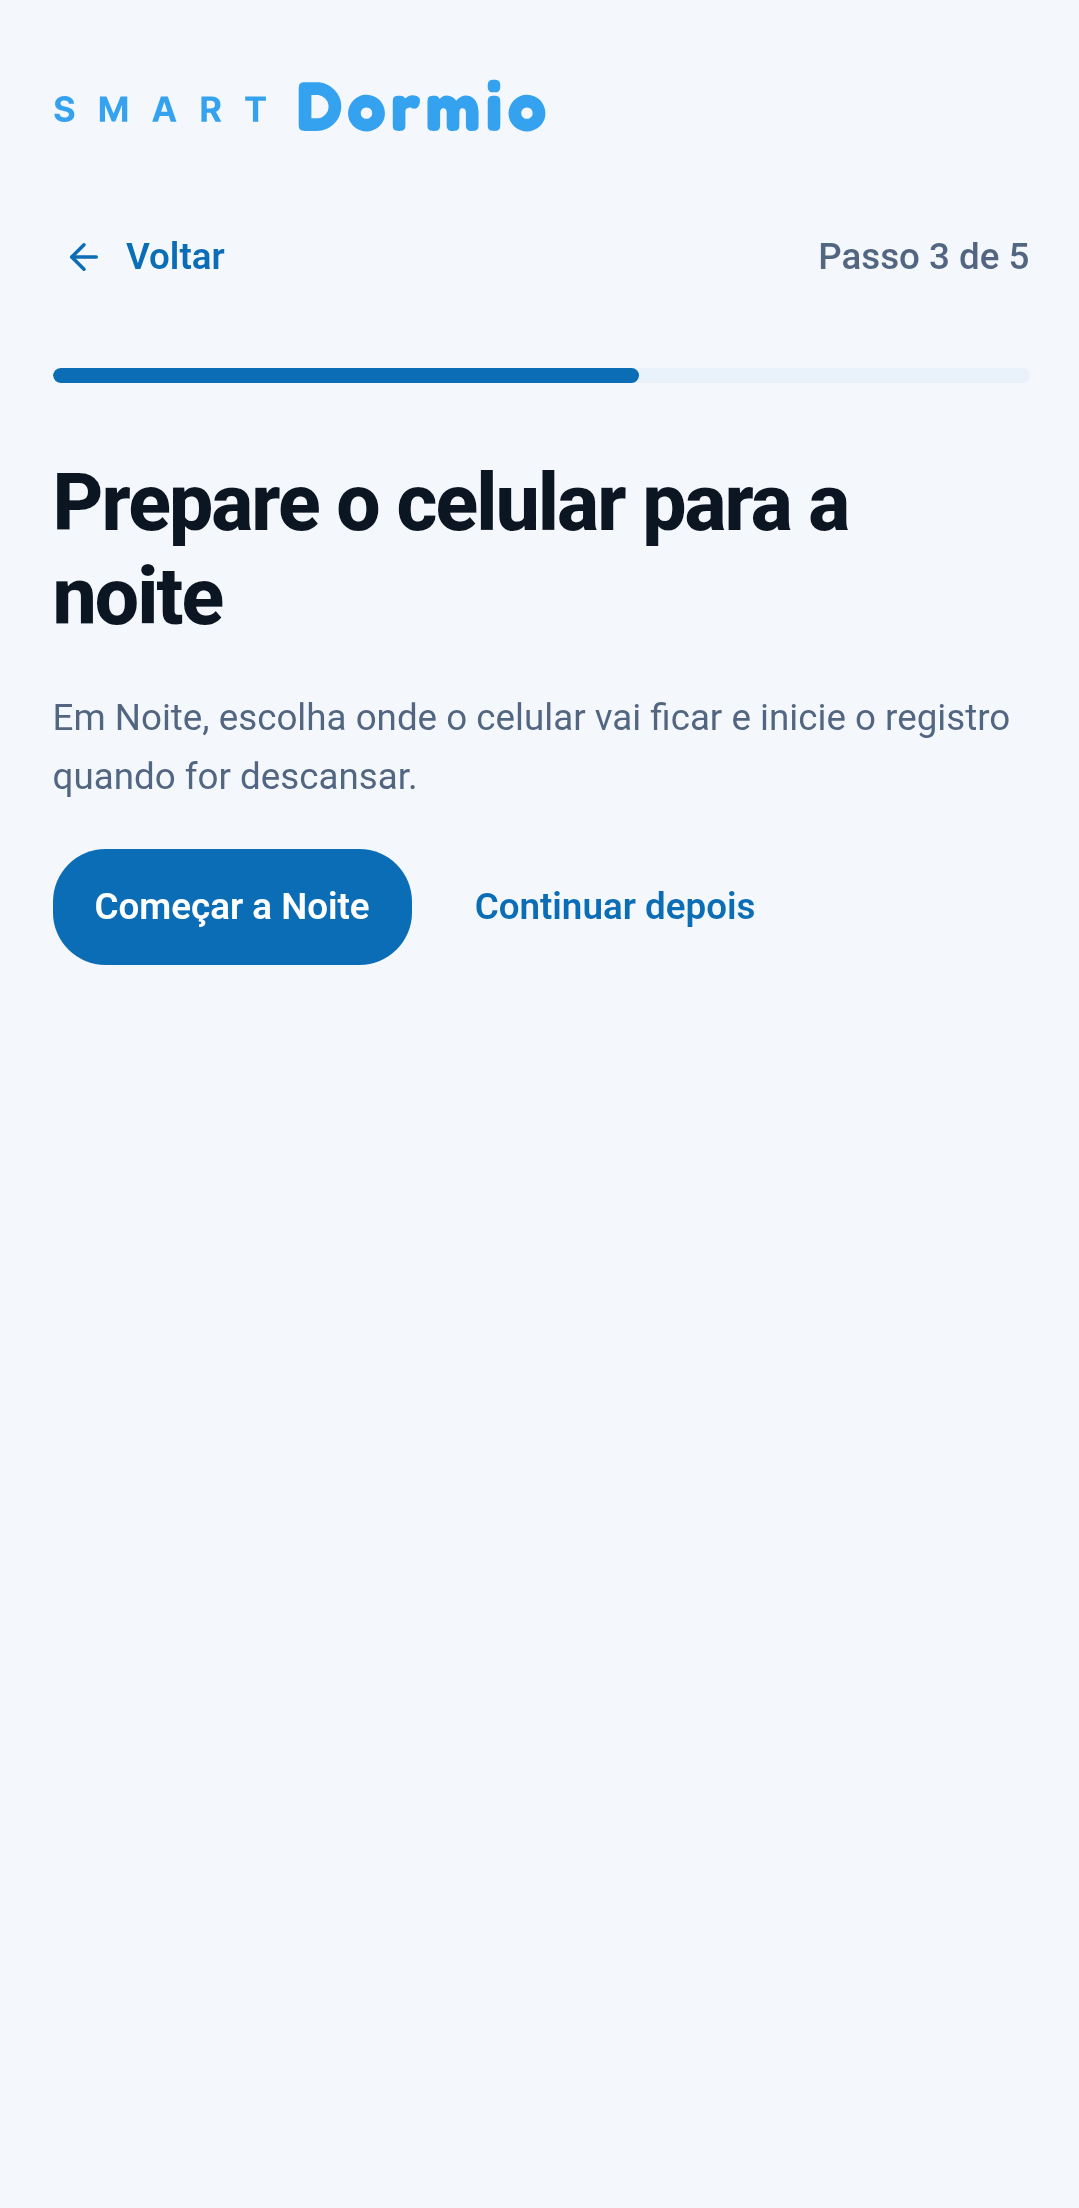 SMART Dormio
Voltar
Passo 3 de 5
Prepare o celular para a
noite
Em Noite, escolha onde o celular vai ficar e inicie o registro
quando for descansar.
Começar a Noite
Continuar depois